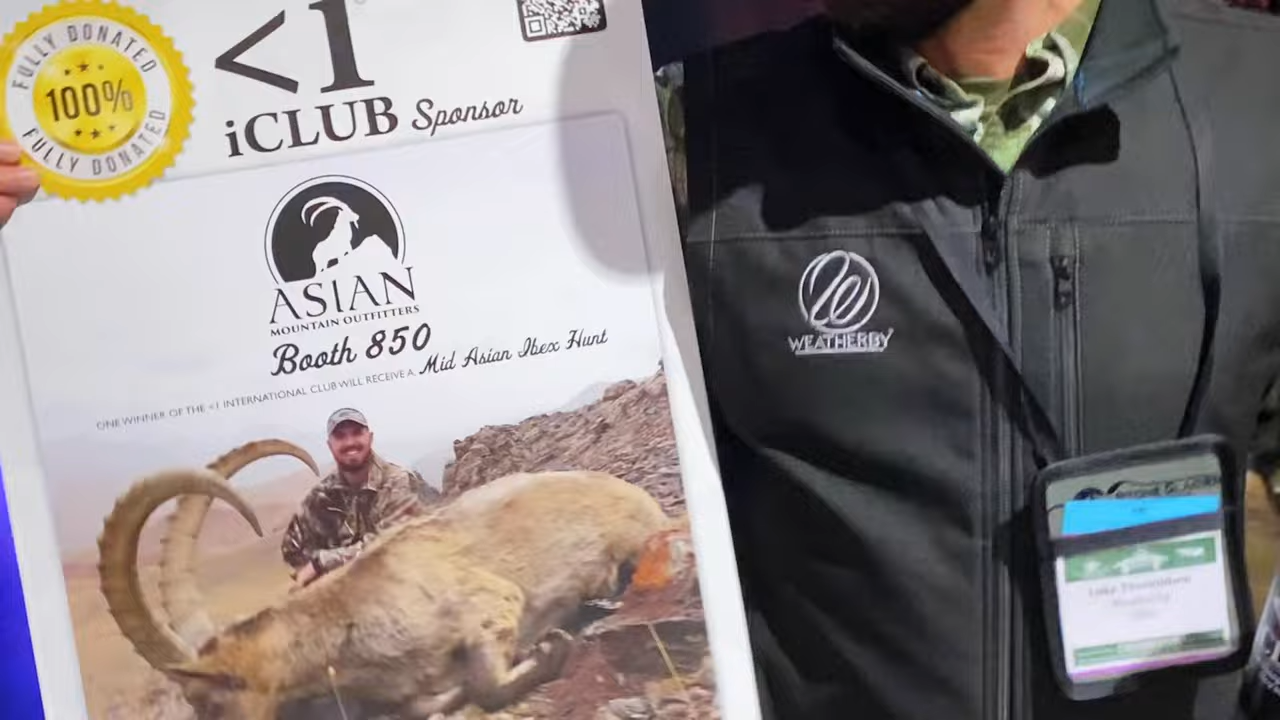 FULLY DONATED
100%
FULLY DONATED
<1
iCLUB Sponsor
ASIAN
MOUNTAIN OUTFITTERS
Booth 850
ONE WINNER OF THE <1 INTERNATIONAL CLUB WILL RECEIVE A Mid Asian Ibex Hunt
WEATHERBY